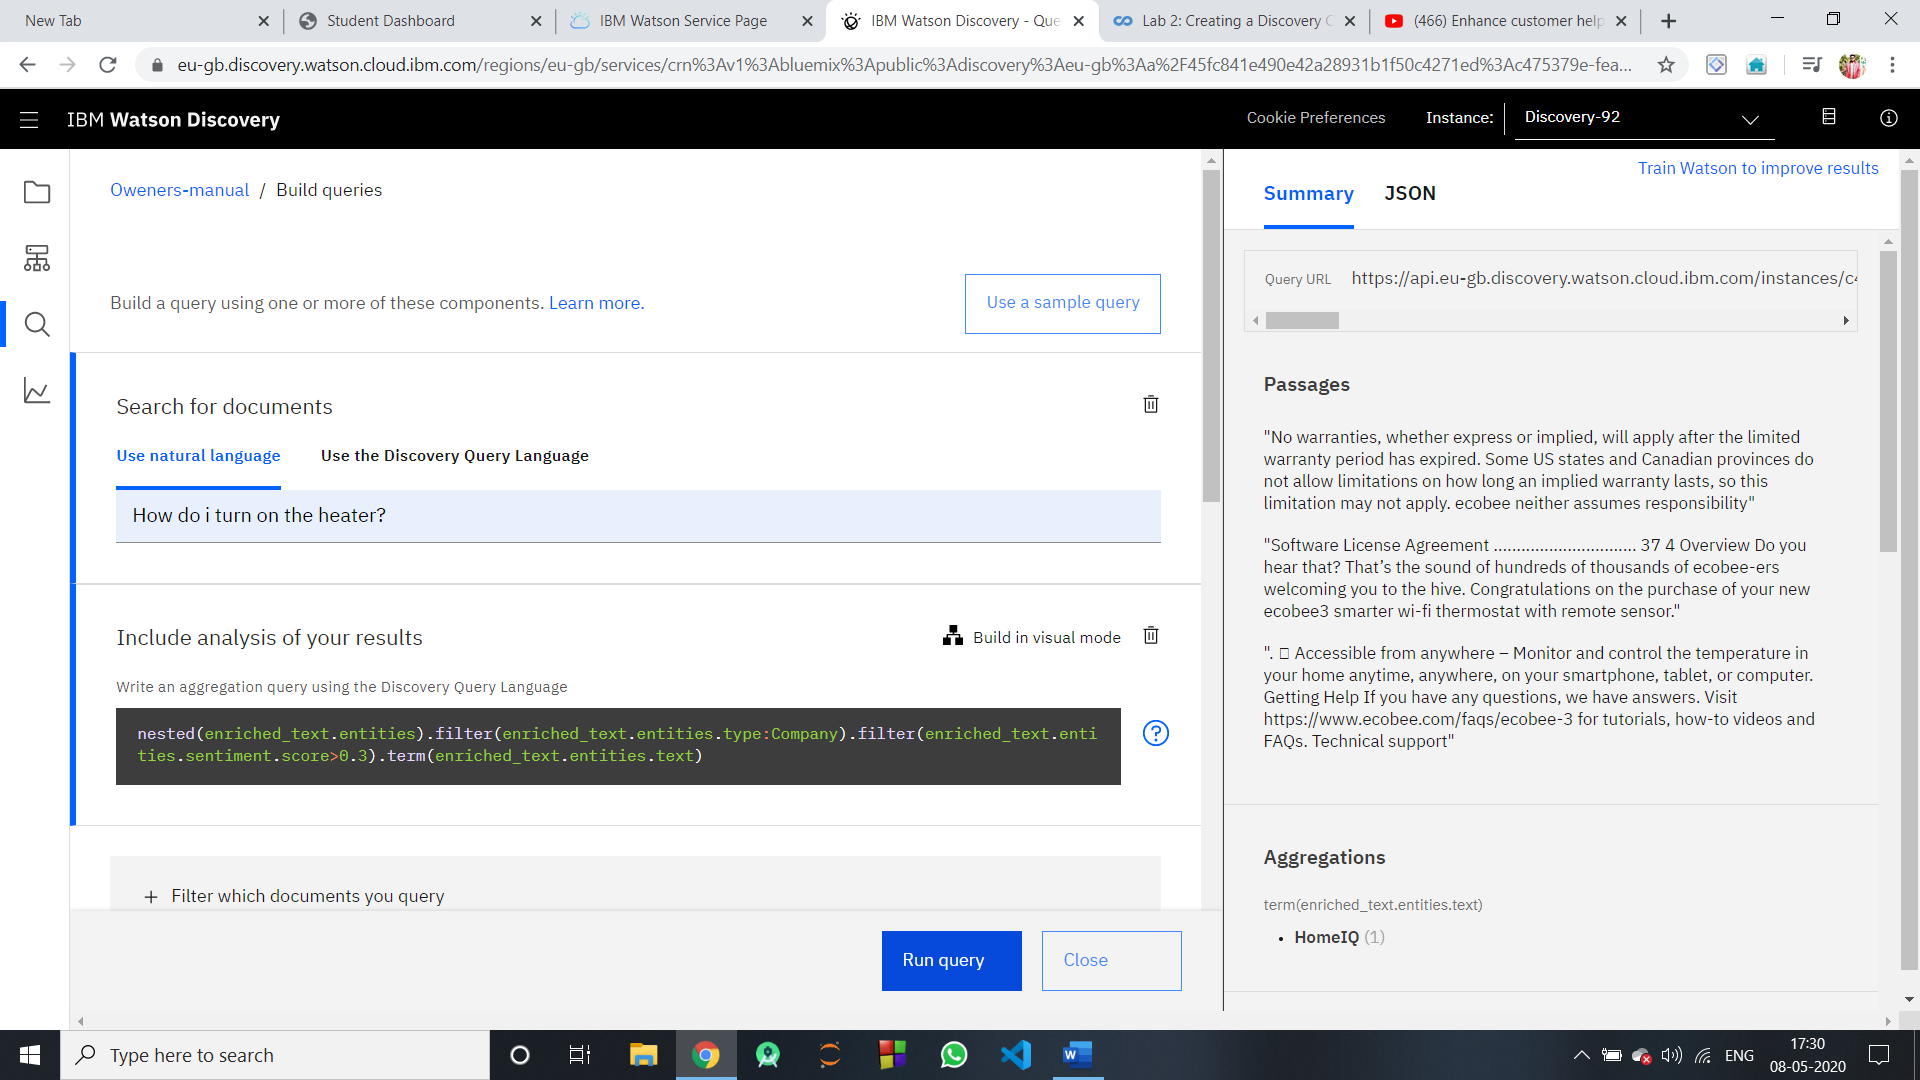 New Tab
Student Dashboard
IBM Watson Service Page
IBM Watson Discovery - Que
Lab 2: Creating a Discovery C
(466) Enhance customer help
eu-gb.discovery.watson.cloud.ibm.com/regions/eu-gb/services/crn%3Av1%3Abluemix%3Apublic%3Adiscovery%3Aeu-gb%3Aa%2F45fc841e490e42a28931b1f50c4271ed%3Ac475379e-fea...
IBM Watson Discovery
Cookie Preferences
Instance:
Discovery-92
Oweners-manual / Build queries
Build a query using one or more of these components. Learn more.
Use a sample query
Search for documents
Use natural language
Use the Discovery Query Language
How do i turn on the heater?
Include analysis of your results
Build in visual mode
Write an aggregation query using the Discovery Query Language
nested(enriched_text.entities).filter(enriched_text.entities.type:Company).filter(enriched_text.enti
ties.sentiment.score>0.3).term(enriched_text.entities.text)
+ Filter which documents you query
Run query
Close
Train Watson to improve results
Summary
JSON
Query URL
https://api.eu-gb.discovery.watson.cloud.ibm.com/instances/c4
Passages
"No warranties, whether express or implied, will apply after the limited
warranty period has expired. Some US states and Canadian provinces do
not allow limitations on how long an implied warranty lasts, so this
limitation may not apply. ecobee neither assumes responsibility"
"Software License Agreement ............................... 37 4 Overview Do you
hear that? That’s the sound of hundreds of thousands of ecobee-ers
welcoming you to the hive. Congratulations on the purchase of your new
ecobee3 smarter wi-fi thermostat with remote sensor."
".  Accessible from anywhere – Monitor and control the temperature in
your home anytime, anywhere, on your smartphone, tablet, or computer.
Getting Help If you have any questions, we have answers. Visit
https://www.ecobee.com/faqs/ecobee-3 for tutorials, how-to videos and
FAQs. Technical support"
Aggregations
term(enriched_text.entities.text)
• HomeIQ (1)
Type here to search
ENG
17:30
08-05-2020